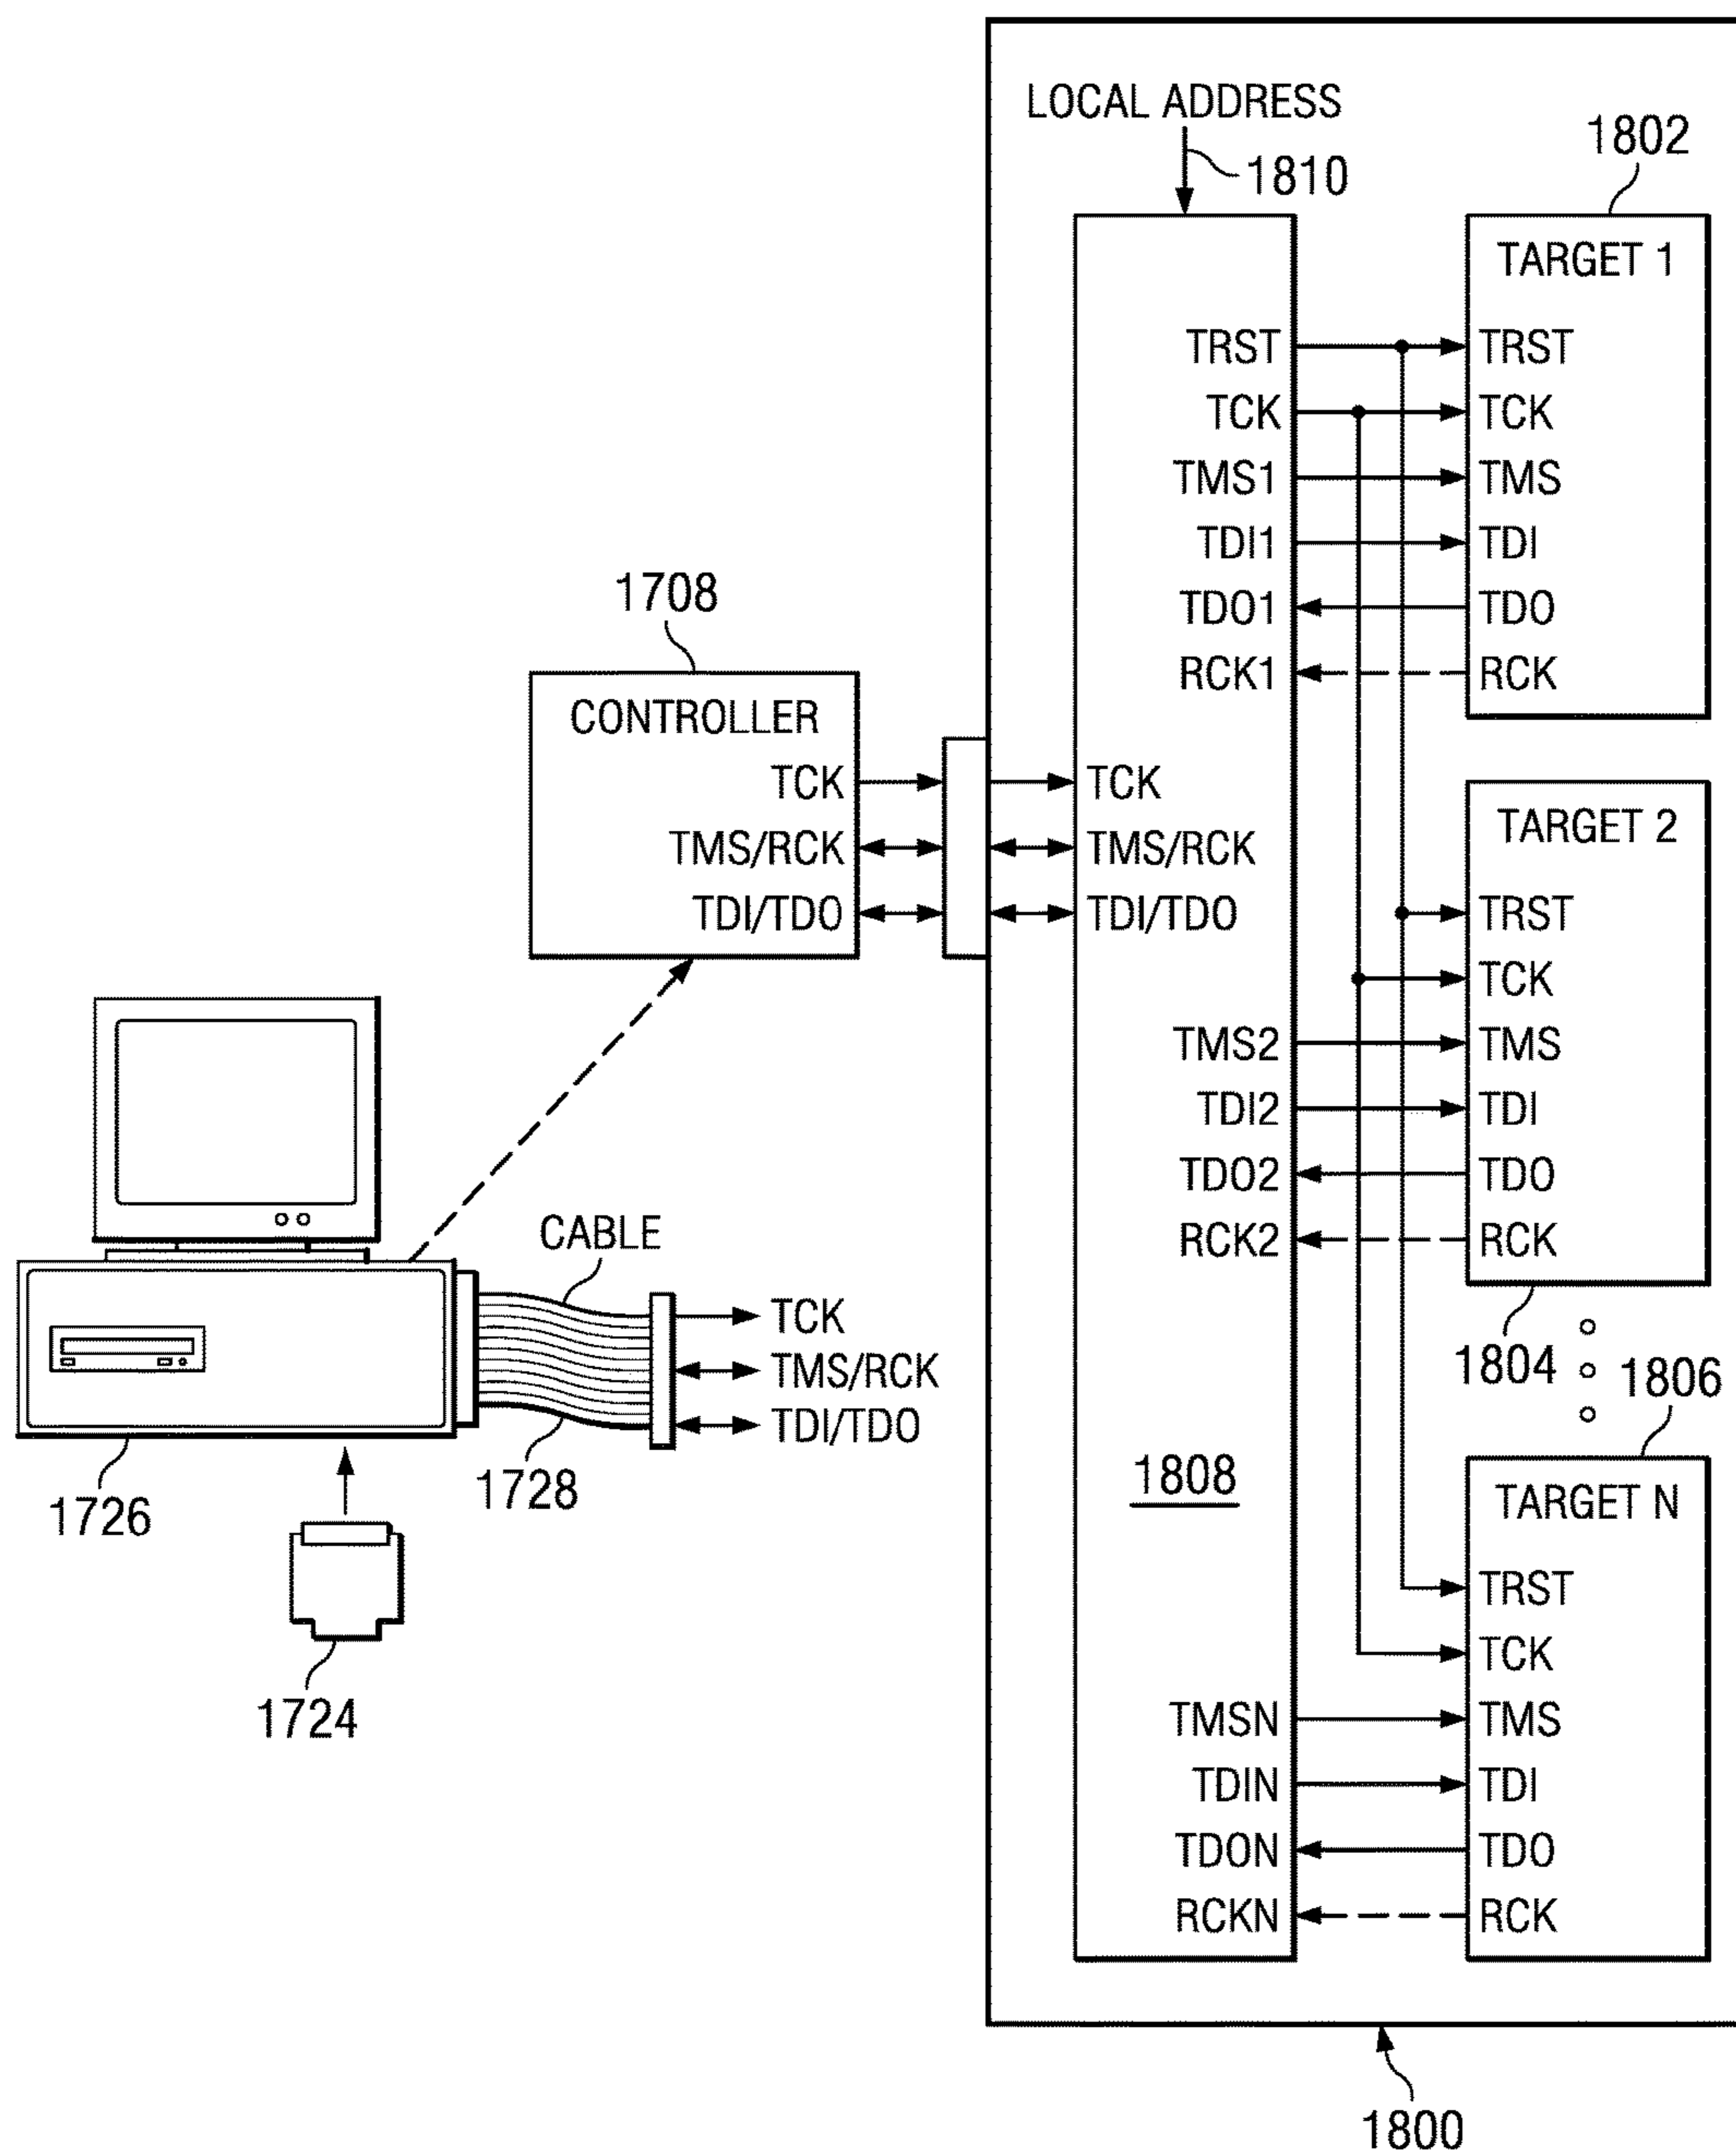 LOCAL ADDRESS
1810
1802
TARGET 1
TRST
TRST
TCK
TCK
TMS1
TMS
TDI1
TDI
TDO1
TDO
RCK1
RCK
1708
CONTROLLER
TCK
TMS/RCK
TDI/TDO
TCK
TMS/RCK
TDI/TDO
TARGET 2
TRST
TCK
TMS2
TMS
TDI2
TDI
TDO2
TDO
RCK2
RCK
1804
1806
CABLE
TCK
TMS/RCK
TDI/TDO
1728
1726
1724
1808
TARGET N
TRST
TCK
TMSN
TMS
TDIN
TDI
TDON
TDO
RCKN
RCK
1800